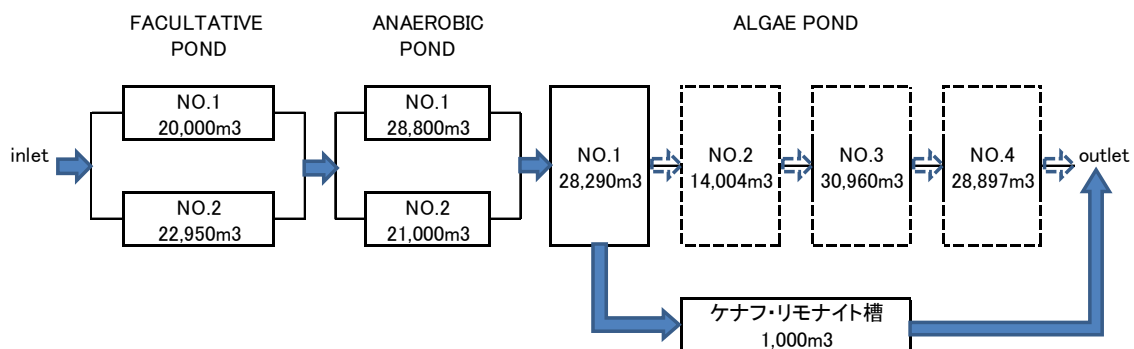 FACULTATIVE
POND
ANAEROBIC
POND
ALGAE POND
inlet
NO.1
20,000m3
NO.2
22,950m3
NO.1
28,800m3
NO.2
21,000m3
NO.1
28,290m3
NO.2
14,004m3
NO.3
30,960m3
NO.4
28,897m3
outlet
ケナフ・リモナイト槽
1,000m3